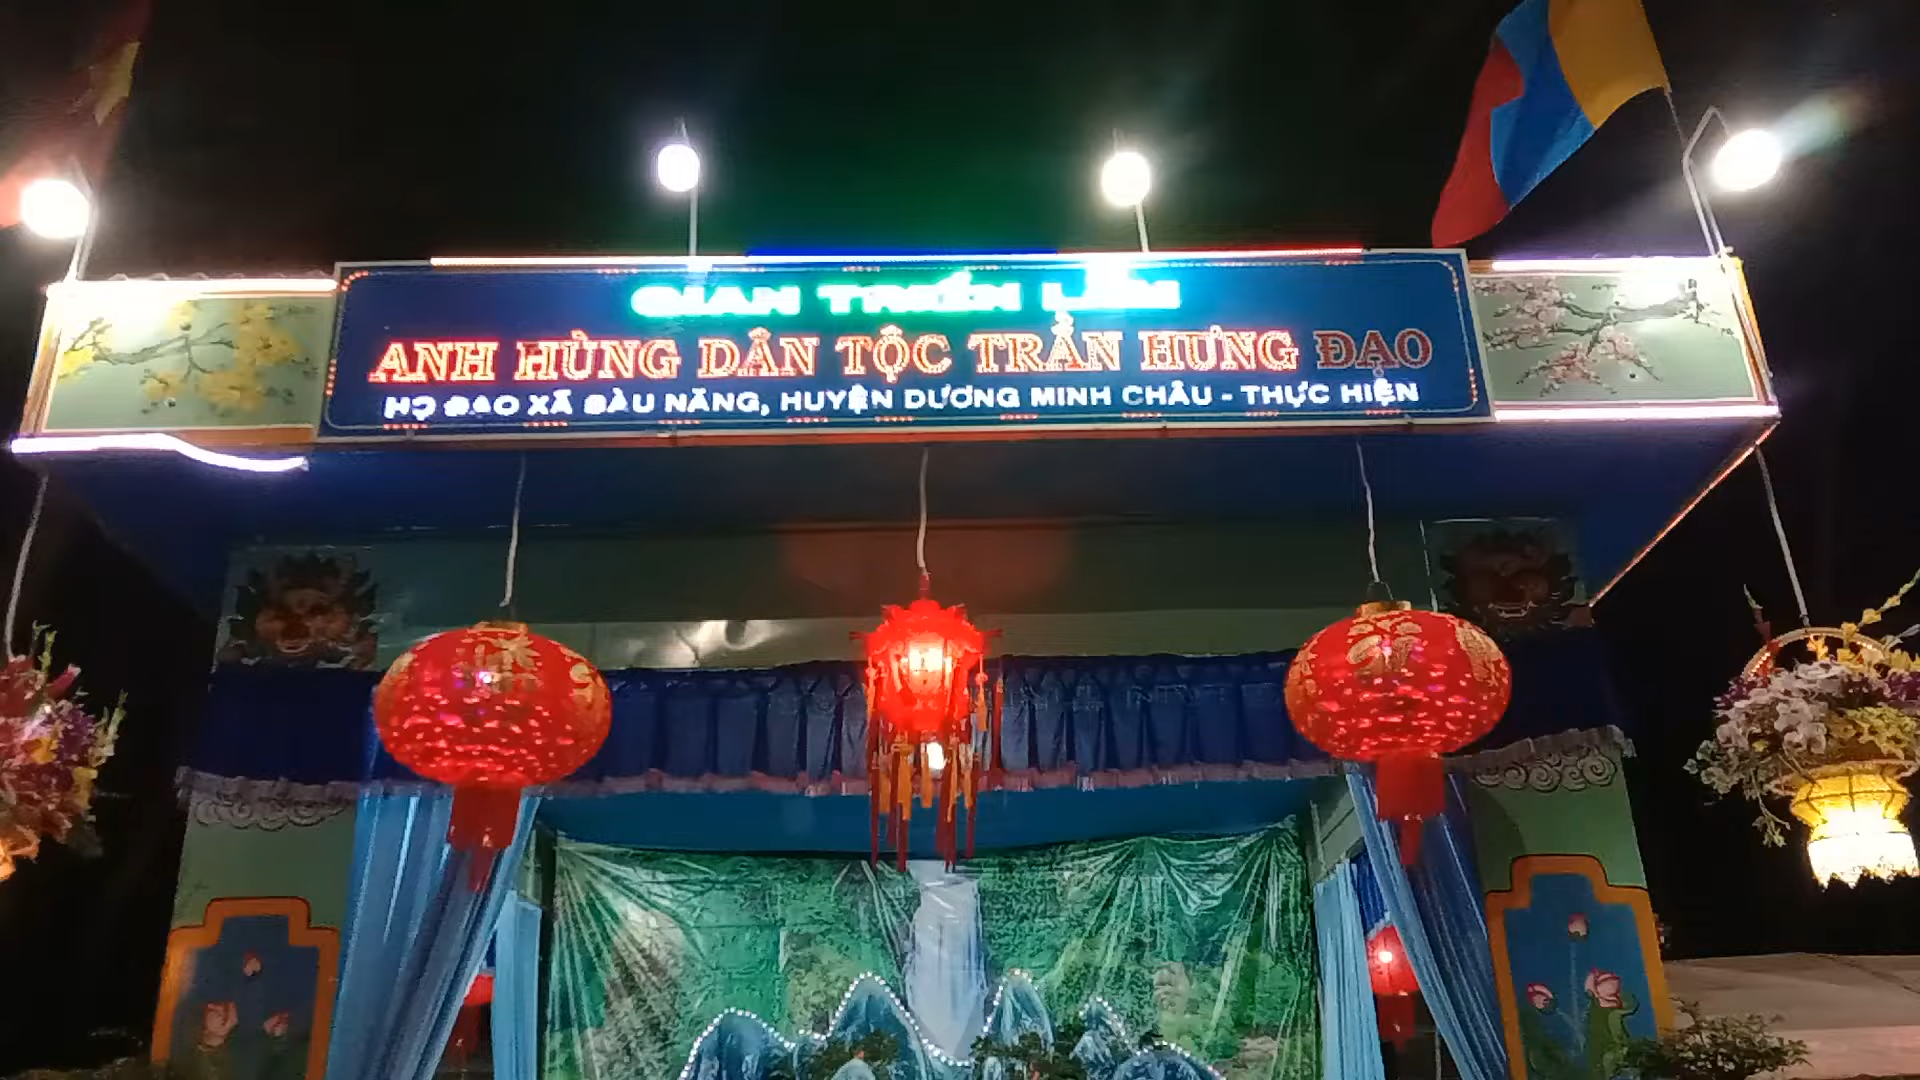 GIAN TRIỂN LÃM
ANH HÙNG DÂN TỘC TRẦN HƯNG ĐẠO
HỌ ĐẠO XÃ BÀU NĂNG, HUYỆN DƯƠNG MINH CHÂU - THỰC HIỆN